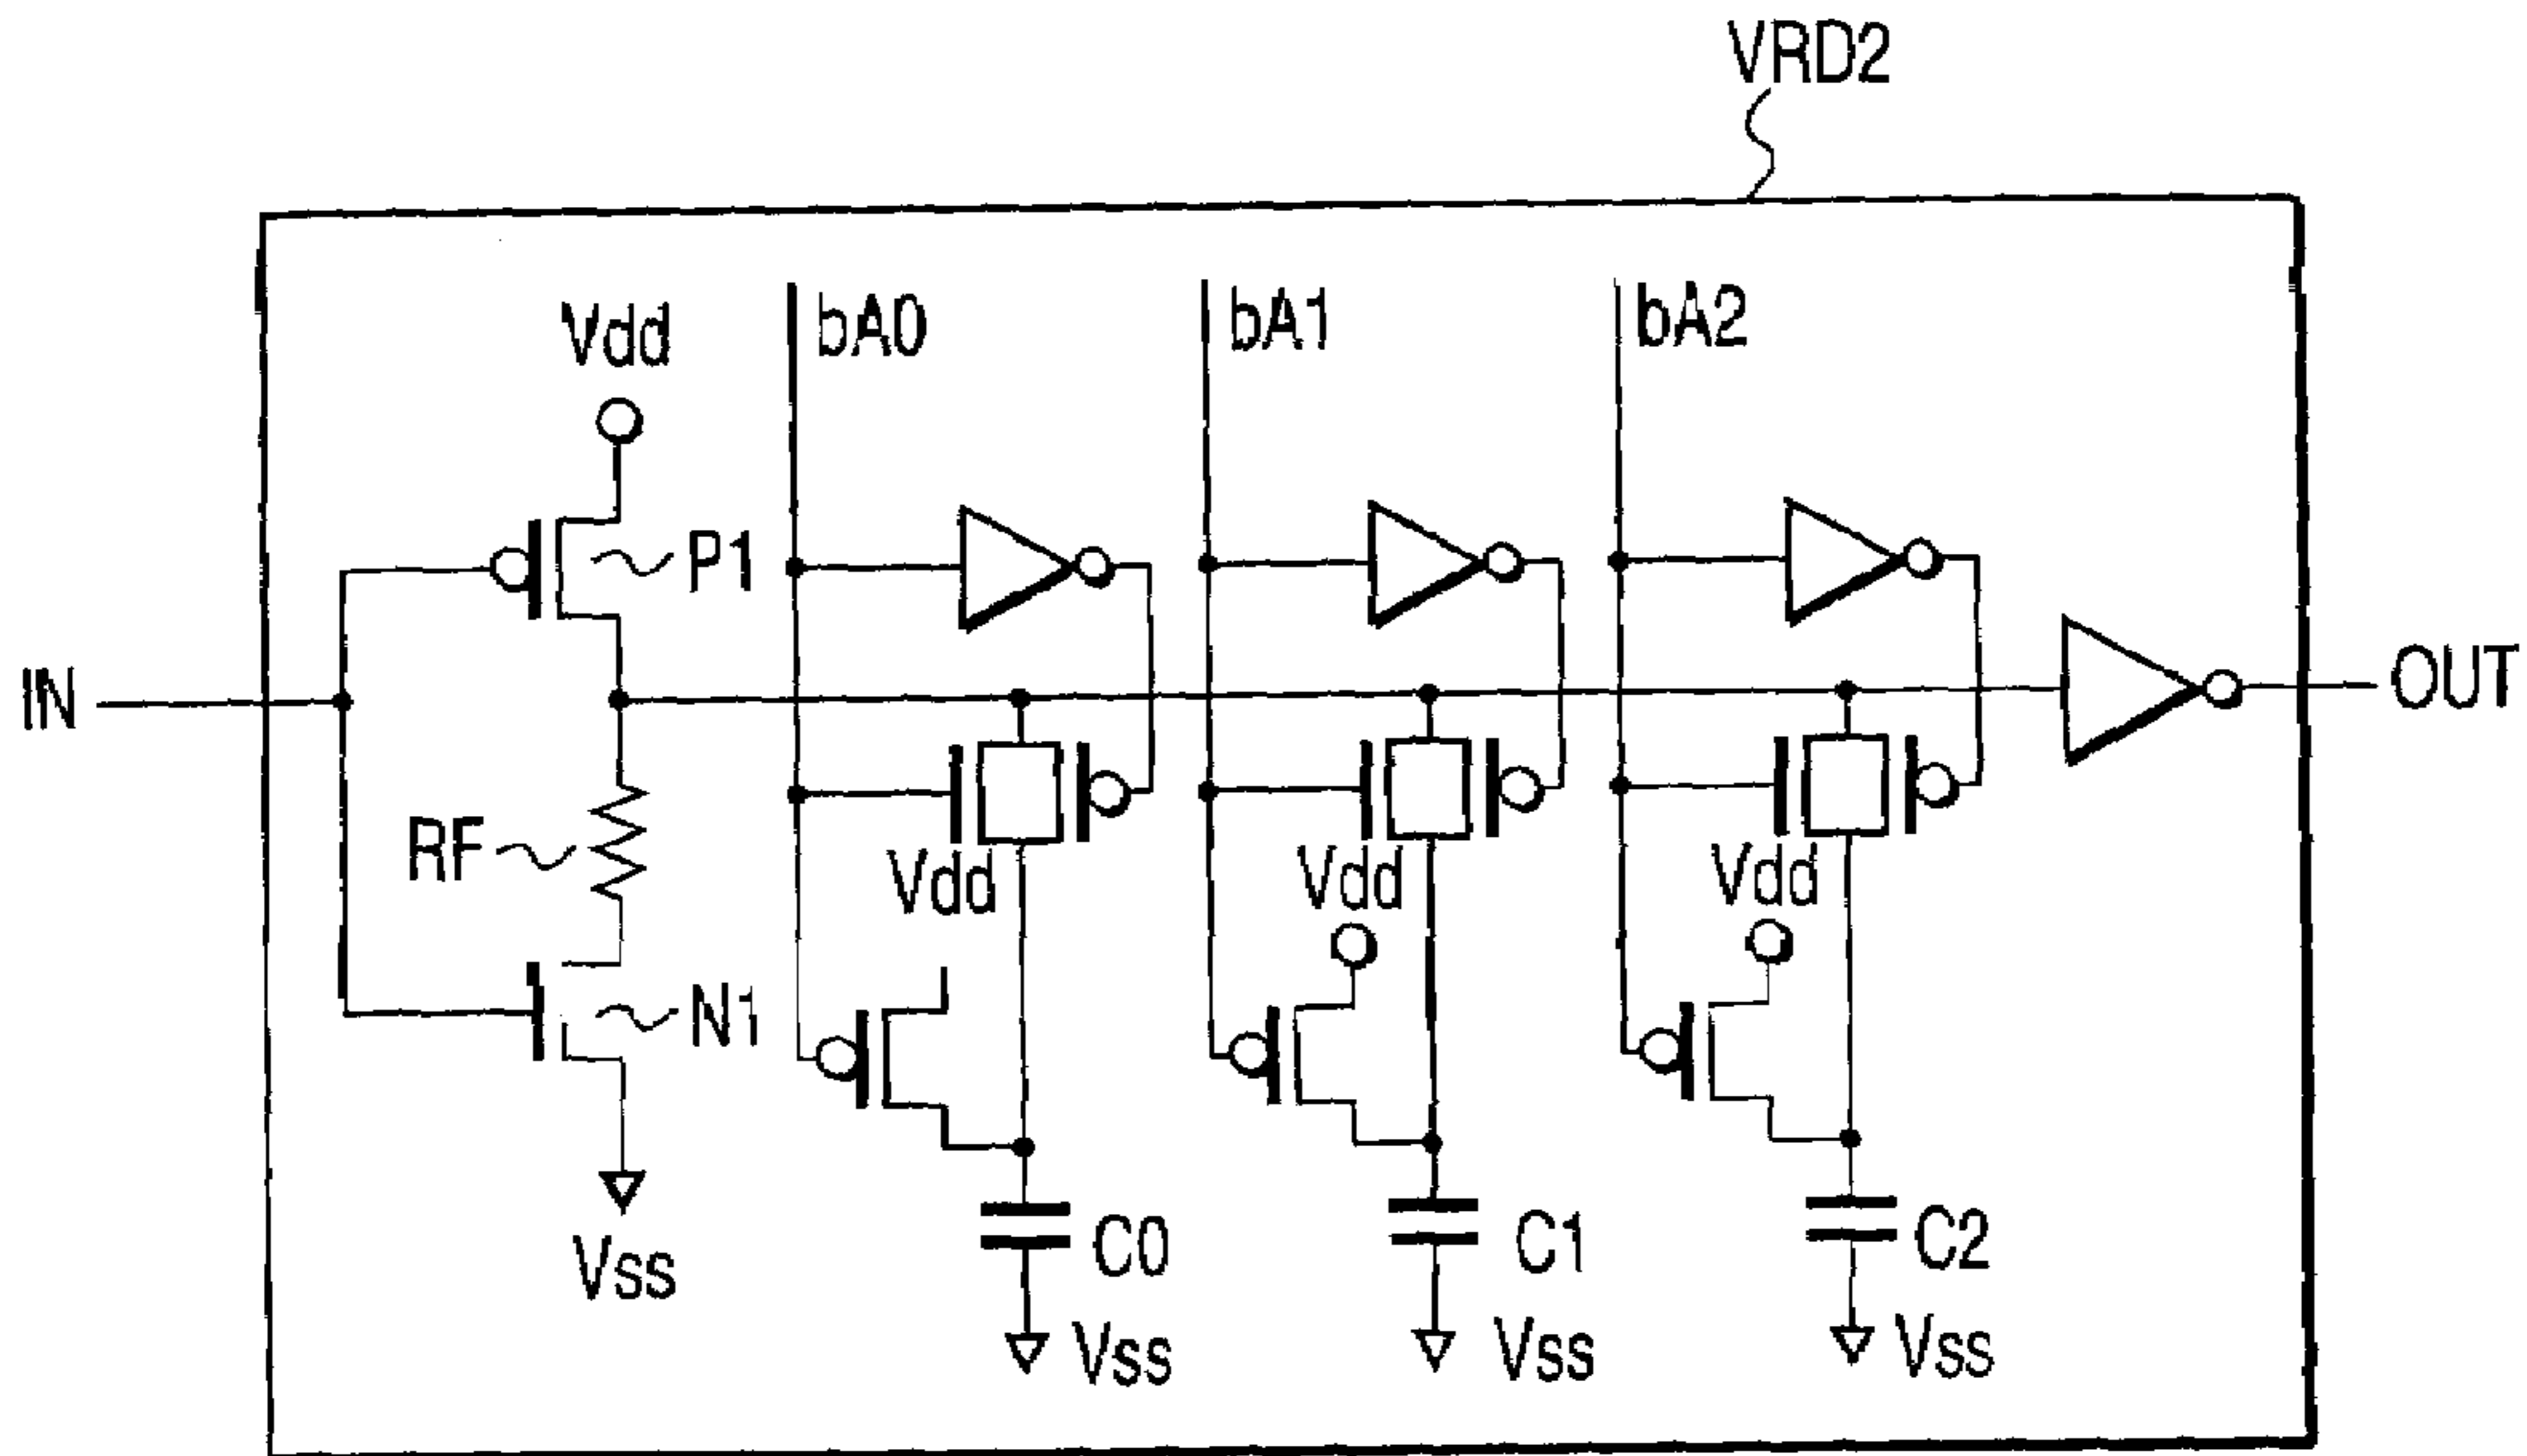 VRD2
Vdd
bA0
bA1
bA2
P1
IN
OUT
RF
Vdd
Vdd
Vdd
N1
Vss
C0
C1
C2
Vss
Vss
Vss